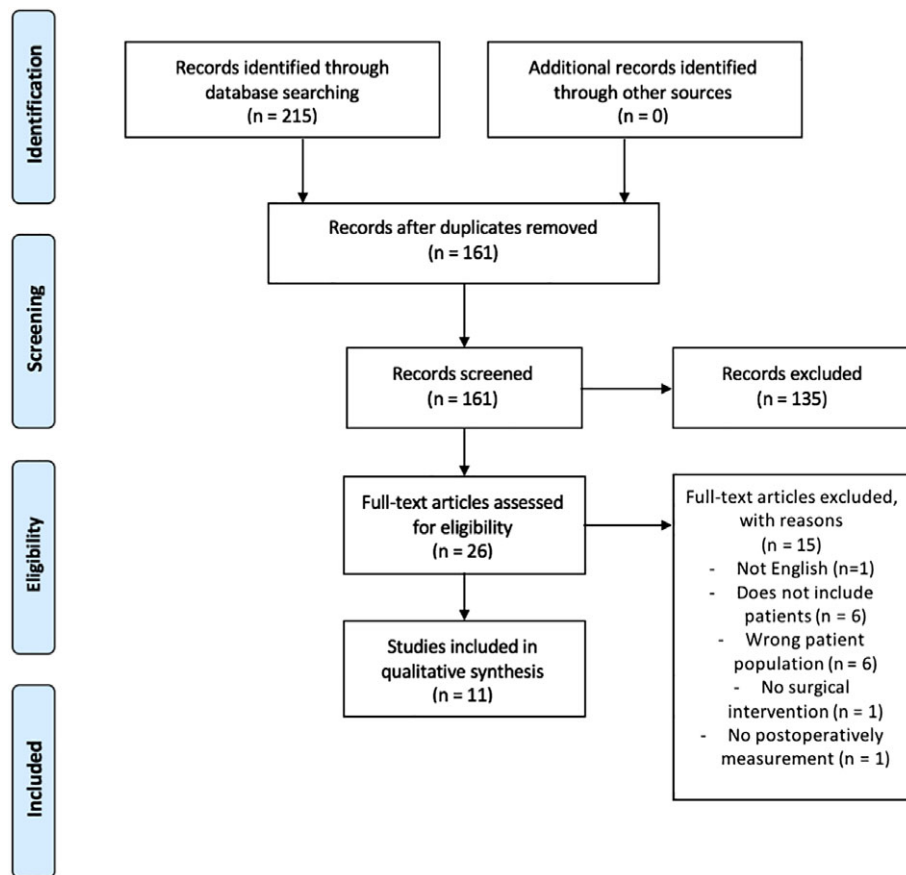 Identification
Records identified through
database searching
(n = 215)
Additional records identified
through other sources
(n = 0)
Records after duplicates removed
(n = 161)
Screening
Records screened
(n = 161)
Records excluded
(n = 135)
Eligibility
Full-text articles assessed
for eligibility
(n = 26)
Full-text articles excluded,
with reasons
(n = 15)
- Not English (n=1)
- Does not include
patients (n = 6)
- Wrong patient
population (n = 6)
- No surgical
intervention (n = 1)
- No postoperatively
measurement (n = 1)
Studies included in
qualitative synthesis
(n = 11)
Included